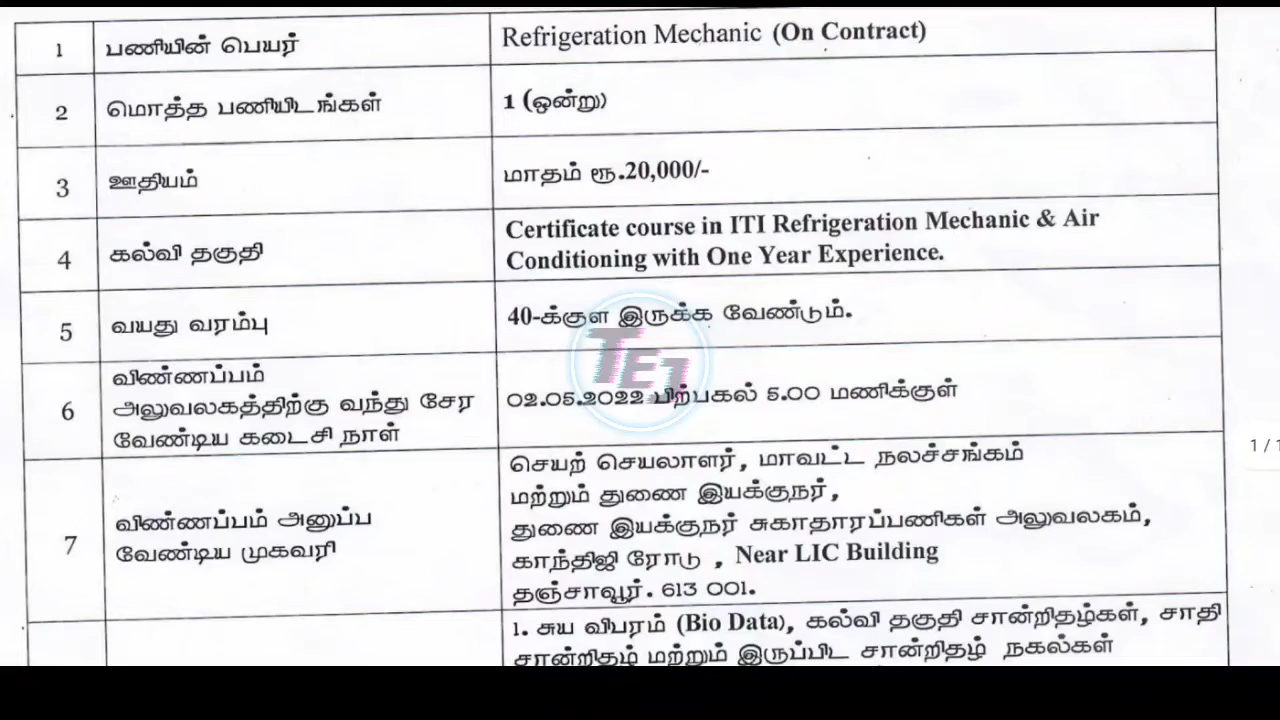 1 பணியின் பெயர் Refrigeration Mechanic (On Contract)
2 மொத்த பணியிடங்கள் 1 (ஒன்று)
3 ஊதியம் மாதம் ரூ.20,000/-
4 கல்வி தகுதி Certificate course in ITI Refrigeration Mechanic & Air
Conditioning with One Year Experience.
5 வயது வரம்பு 40-க்குள இருக்க வேண்டும்.
6 விண்ணப்பம்
அலுவலகத்திற்கு வந்து சேர
வேண்டிய கடைசி நாள்
02.05.2022 பிற்பகல் 5.00 மணிக்குள்
7 விண்ணப்பம் அனுப்ப
வேண்டிய முகவரி
செயற் செயலாளர், மாவட்ட நலச்சங்கம்
மற்றும் துணை இயக்குநர்,
துணை இயக்குநர் சுகாதாரப்பணிகள் அலுவலகம்,
காந்திஜி ரோடு , Near LIC Building
தஞ்சாவூர். 613 001.
1. சுய விபரம் (Bio Data), கல்வி தகுதி சான்றிதழ்கள், சாதி
சான்றிதழ் மற்றும் இருப்பிட சான்றிதழ் நகல்கள்
TEJ
1 / 1